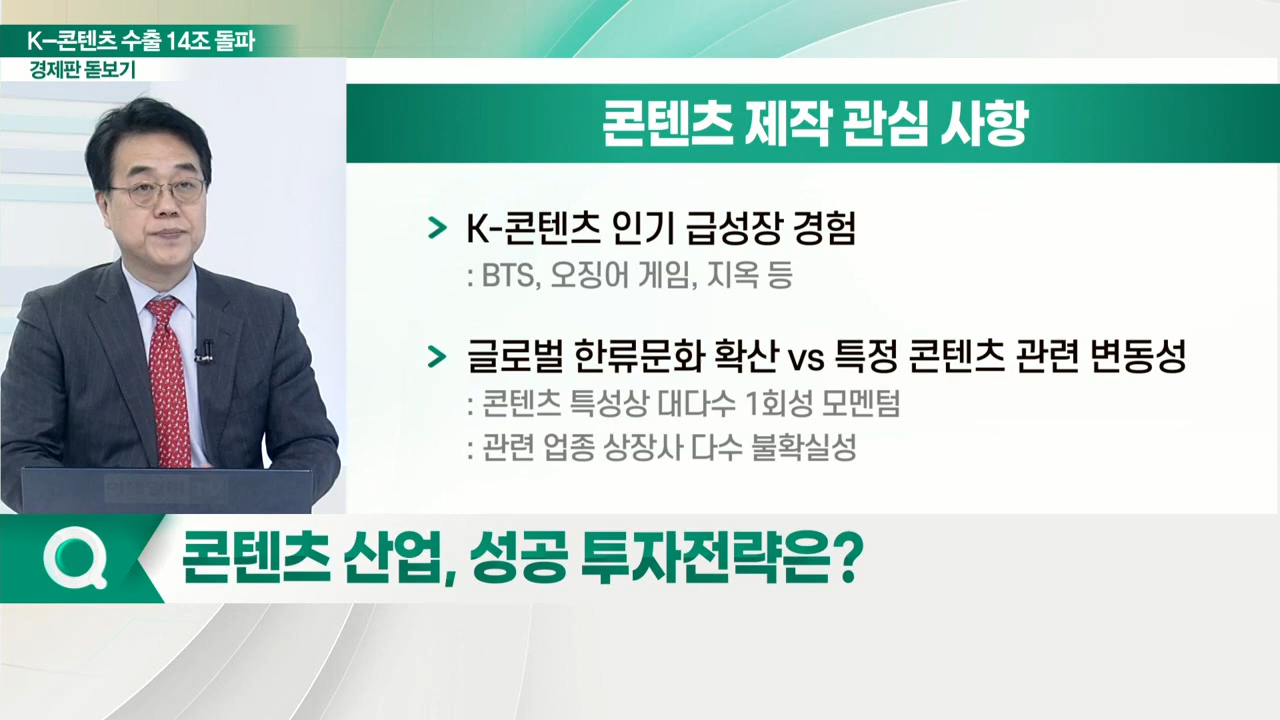 K-콘텐츠 수출 14조 돌파
경제판 돋보기
콘텐츠 제작 관심 사항
> K-콘텐츠 인기 급성장 경험
: BTS, 오징어 게임, 지옥 등
> 글로벌 한류문화 확산 vs 특정 콘텐츠 관련 변동성
: 콘텐츠 특성상 대다수 1회성 모멘텀
: 관련 업종 상장사 다수 불확실성
Q 콘텐츠 산업, 성공 투자전략은?